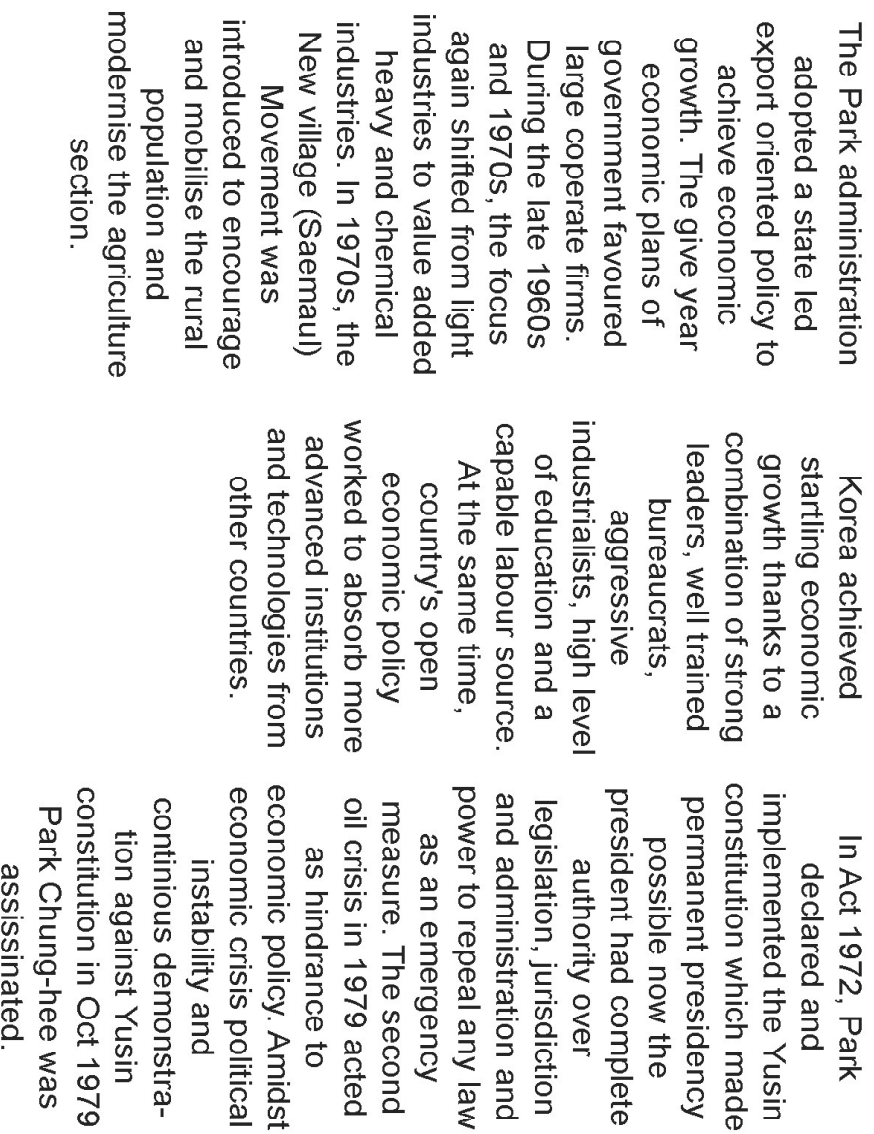 The Park administration
adopted a state led
export oriented policy to
achieve economic
growth. The give year
economic plans of
government favoured
large coperate firms.
During the late 1960s
and 1970s, the focus
again shifted from light
industries to value added
heavy and chemical
industries. In 1970s, the
New village (Saemaul)
Movement was
introduced to encourage
and mobilise the rural
population and
modernise the agriculture
section.
Korea achieved
startling economic
growth thanks to a
combination of strong
leaders, well trained
bureaucrats,
aggressive
industrialists, high level
of education and a
capable labour source.
At the same time,
country's open
economic policy
worked to absorb more
advanced institutions
and technologies from
other countries.
In Act 1972, Park
declared and
implemented the Yusin
constitution which made
permanent presidency
possible now the
president had complete
authority over
legislation, jurisdiction
and administration and
power to repeal any law
as an emergency
measure. The second
oil crisis in 1979 acted
as hindrance to
economic policy. Amidst
economic crisis political
instability and
continious demonstra-
tion against Yusin
constitution in Oct 1979
Park Chung-hee was
assissinated.